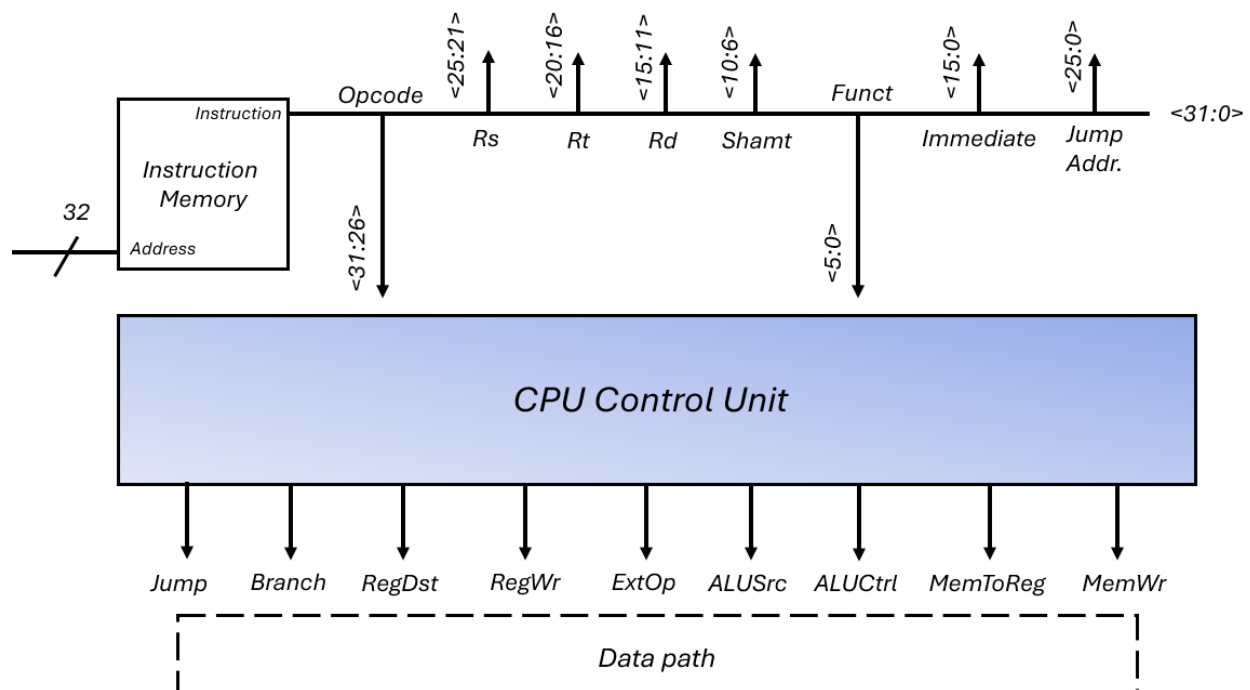 <25:21>
<20:16>
<15:11>
<10:6>
<15:0>
<25:0>
Opcode
Funct
Instruction
<31:0>
Rs
Rt
Rd
Shamt
Immediate
Jump
Addr.
Instruction
Memory
32
Address
<31:26>
<5:0>
CPU Control Unit
Jump
Branch
RegDst
RegWr
ExtOp
ALUSrc
ALUCtrl
MemToReg
MemWr
Data path